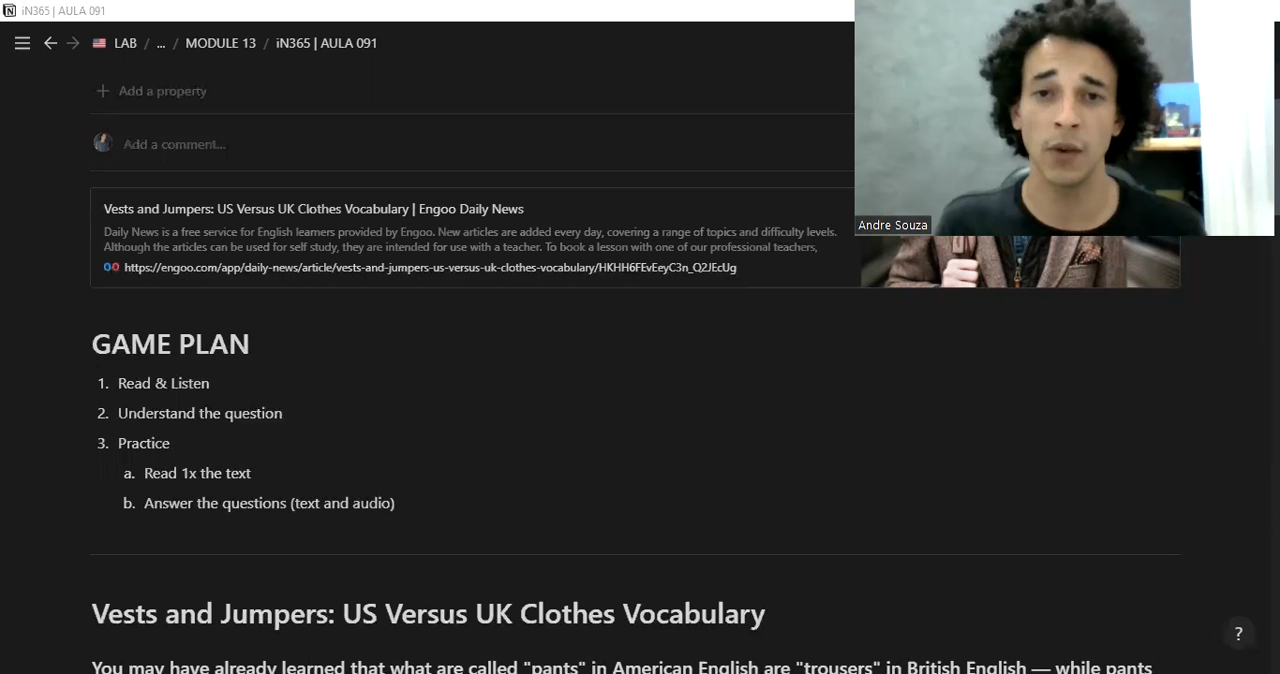 iN365 | AULA 091
LAB / ... / MODULE 13 / iN365 | AULA 091
Add a property
Add a comment...
Andre Souza
Vests and Jumpers: US Versus UK Clothes Vocabulary | Engoo Daily News
Daily News is a free service for English learners provided by Engoo. New articles are added every day, covering a range of topics and difficulty levels.
Although the articles can be used for self study, they are intended for use with a teacher. To book a lesson with one of our professional teachers,
https://engoo.com/app/daily-news/article/vests-and-jumpers-us-versus-uk-clothes-vocabulary/HKHH6FEvEeyC3n_Q2JEcUg
GAME PLAN
1. Read & Listen
2. Understand the question
3. Practice
a. Read 1x the text
b. Answer the questions (text and audio)
Vests and Jumpers: US Versus UK Clothes Vocabulary
?
You may have already learned that what are called "pants" in American English are "trousers" in British English — while pants